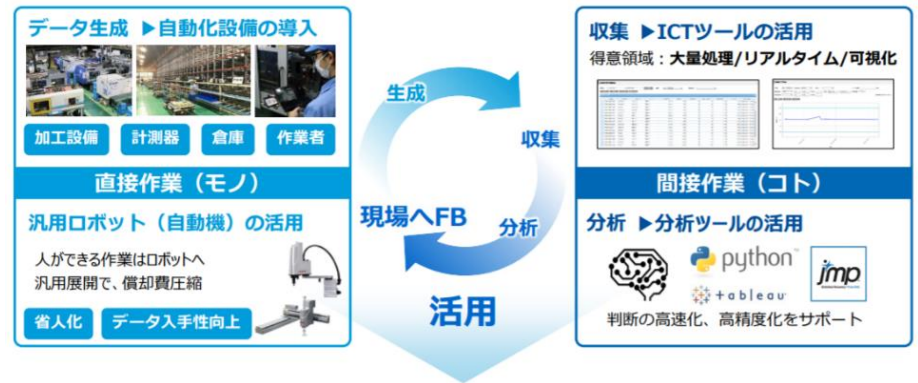 データ生成 ▶自動化設備の導入
加工設備
計測器
倉庫
作業者
直接作業（モノ）
汎用ロボット（自動機）の活用
人ができる作業はロボットへ
汎用展開で、償却費圧縮
省人化
データ入手性向上
生成
収集
分析
現場へFB
活用
収集 ▶ICTツールの活用
得意領域：大量処理/リアルタイム/可視化
間接作業（コト）
分析 ▶分析ツールの活用
python
+ableau
jmp
判断の高速化、高精度化をサポート